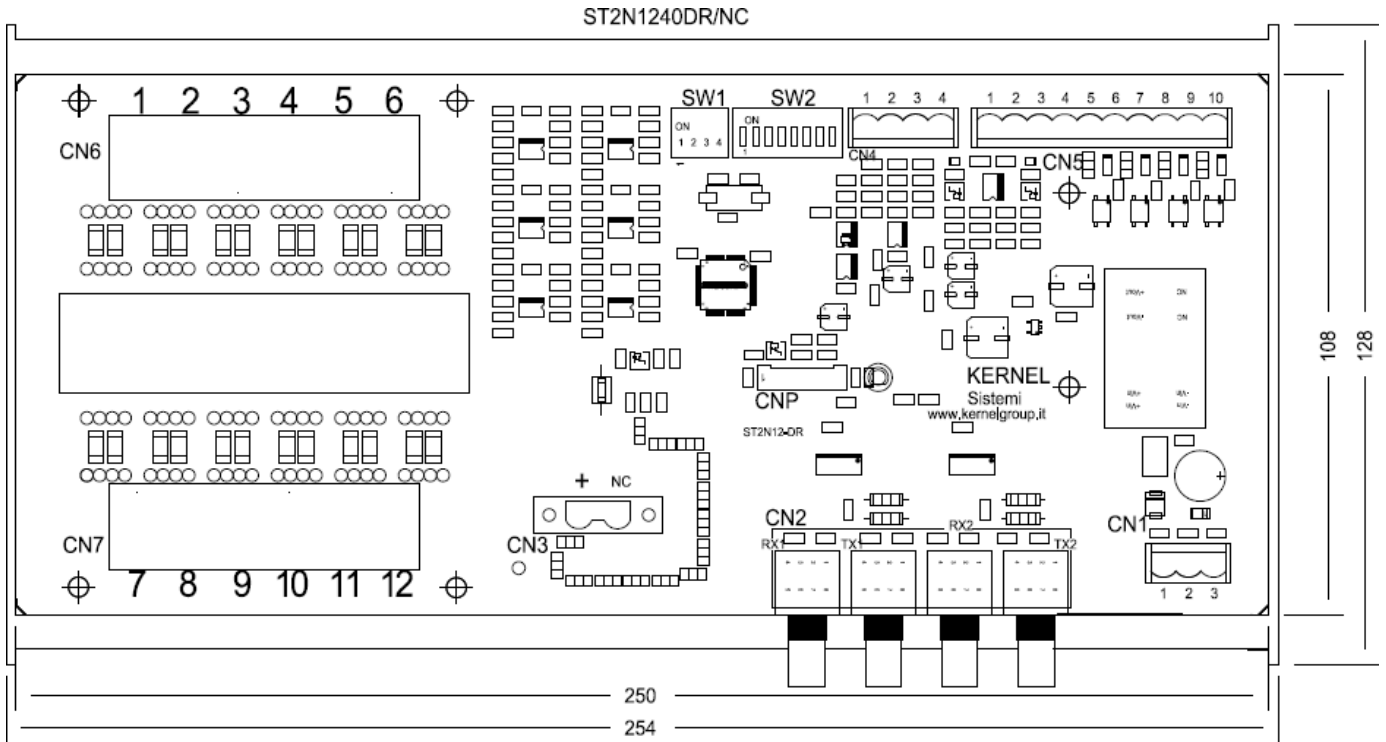 ST2N1240DR/NC
SW1 SW2
1 2 3 4 5 6
1 2 3 4
1 2 3 4 5 6 7 8 9 10
ON
1 2 3 4
ON
1
CN6
CN4
CN5
KERNEL
Sistemi
www.kernelgroup.it
CNP
ST2N12-DR
+ NC
CN3
CN2
RX1 TX1 RX2 TX2
CN1
+
1 2 3
CN7
7 8 9 10 11 12
108
128
250
254